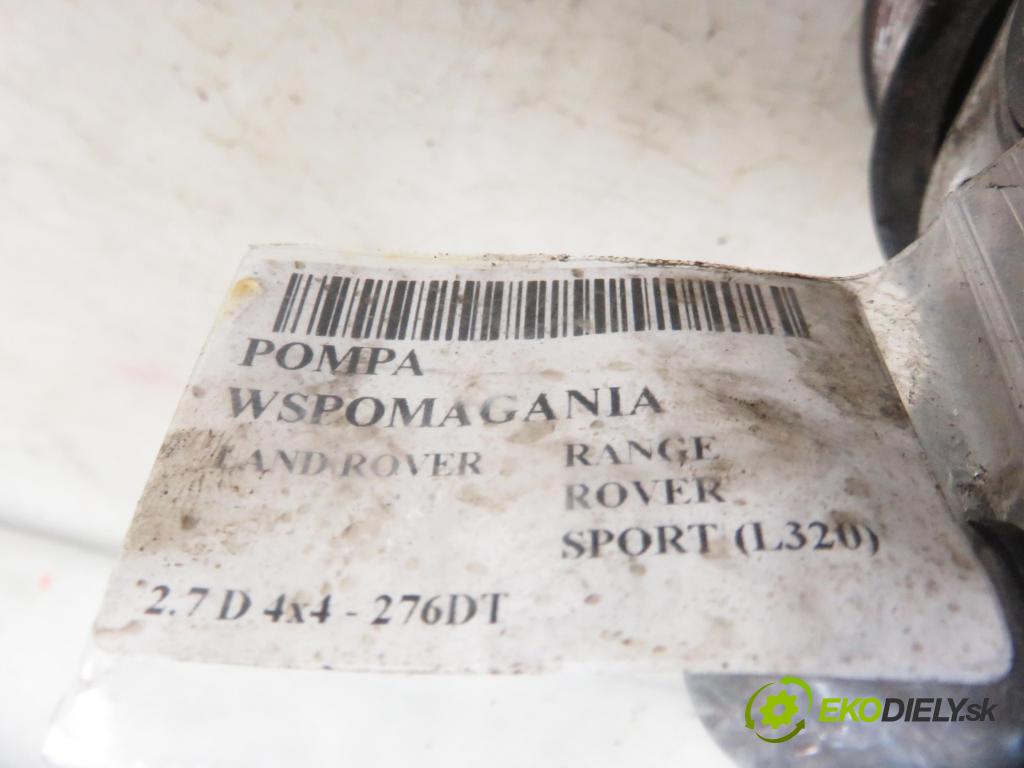 POMPA
WSPOMAGANIA
LAND ROVER
RANGE
ROVER
SPORT (L320)
2.7 D 4x4 - 276DT
EKODIELY.sk